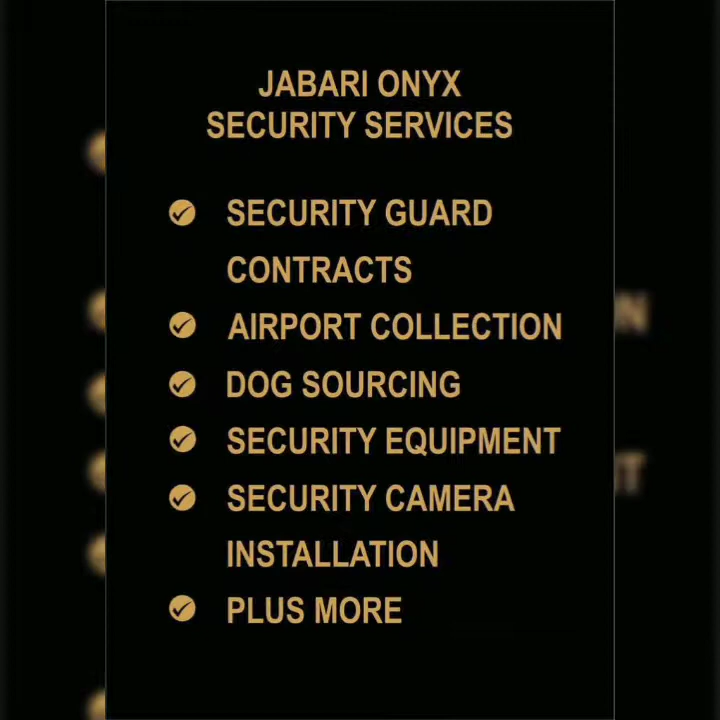 JABARI ONYX
SECURITY SERVICES
SECURITY GUARD
CONTRACTS
AIRPORT COLLECTION
DOG SOURCING
SECURITY EQUIPMENT
SECURITY CAMERA
INSTALLATION
PLUS MORE